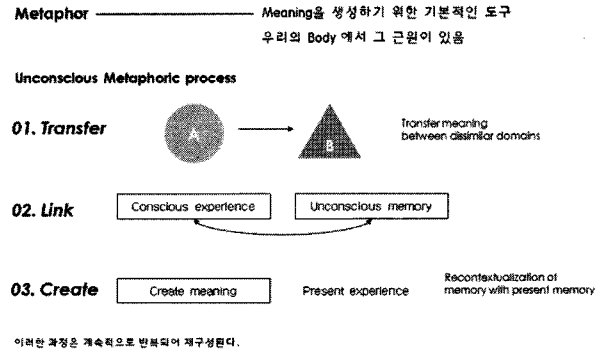 Metaphor
Meaning을 생성하기 위한 기본적인 도구
우리의 Body 에서 그 근원이 있음
Unconscious Metaphoric process
01. Transfer
A
B
Transfer meaning
between dissimilar domains
02. Link
Conscious experience
Unconscious memory
03. Create
Create meaning
Present experience
Recontextualization of
memory with present memory
이러한 과정은 계속적으로 반복되어 재구성된다.